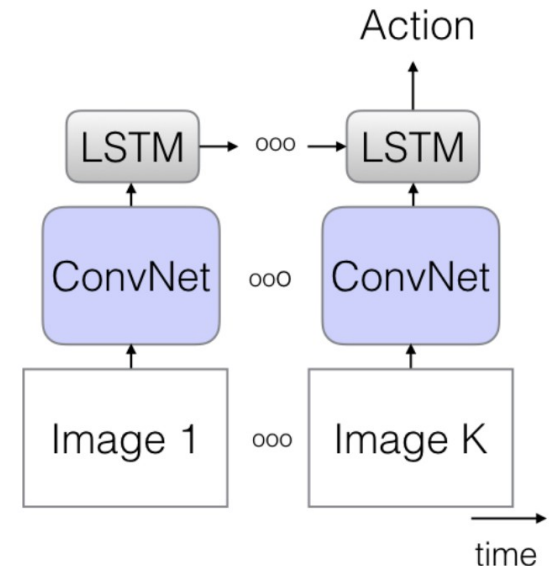 Action
LSTM ooo LSTM
ConvNet ooO ConvNet
Image 1 ooo Image K
time